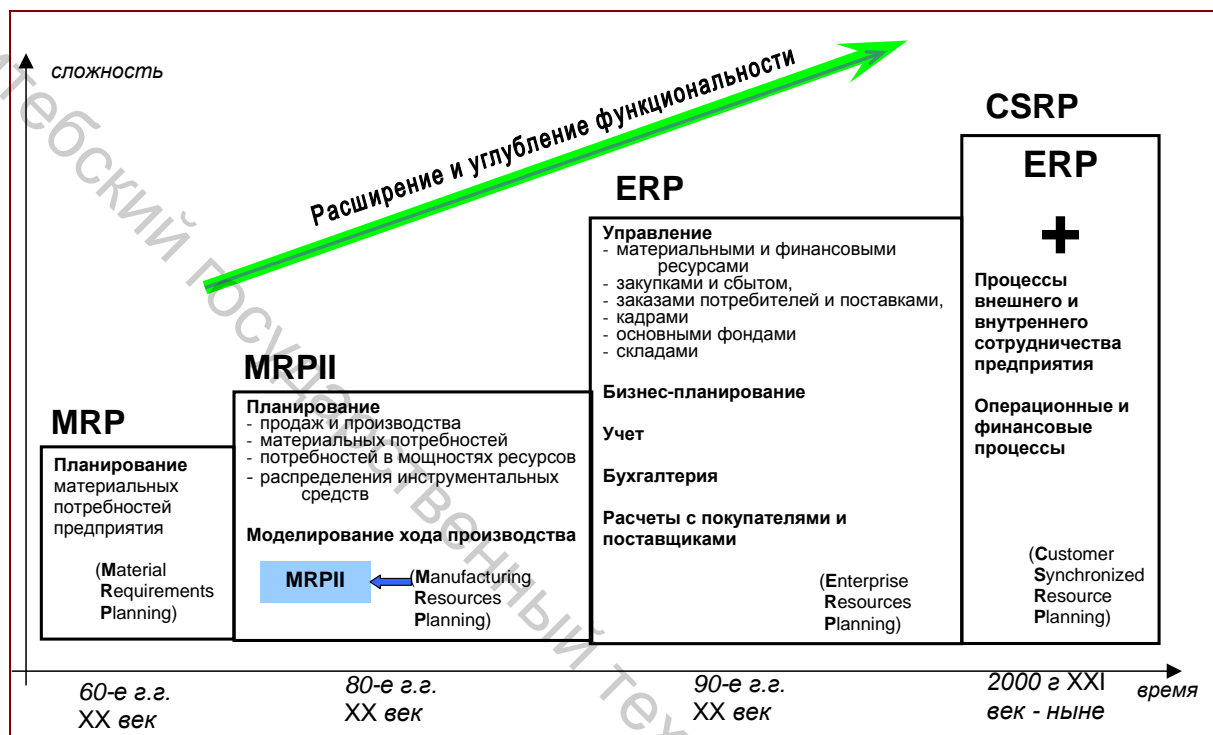 сложность
Расширение и углубление функциональности
MRP
Планирование
материальных
потребностей
предприятия
(Material
Requirements
Planning)
MRPII
Планирование
- продаж и производства
- материальных потребностей
- потребностей в мощностях ресурсов
- распределения инструментальных
средств
Моделирование хода производства
MRPII
(Manufacturing
Resources
Planning)
ERP
Управление
- материальными и финансовыми
ресурсами
- закупками и сбытом,
- заказами потребителей и поставками,
- кадрами
- основными фондами
- складами
Бизнес-планирование
Учет
Бухгалтерия
Расчеты с покупателями и
поставщиками
(Enterprise
Resources
Planning)
CSRP
ERP
+
Процессы
внешнего и
внутреннего
сотрудничества
предприятия
Операционные и
финансовые
процессы
(Customer
Synchronized
Resource
Planning)
60-е г.г.
XX век
80-е г.г.
XX век
90-е г.г.
XX век
2000 г XXI
век - ныне
время
государственный